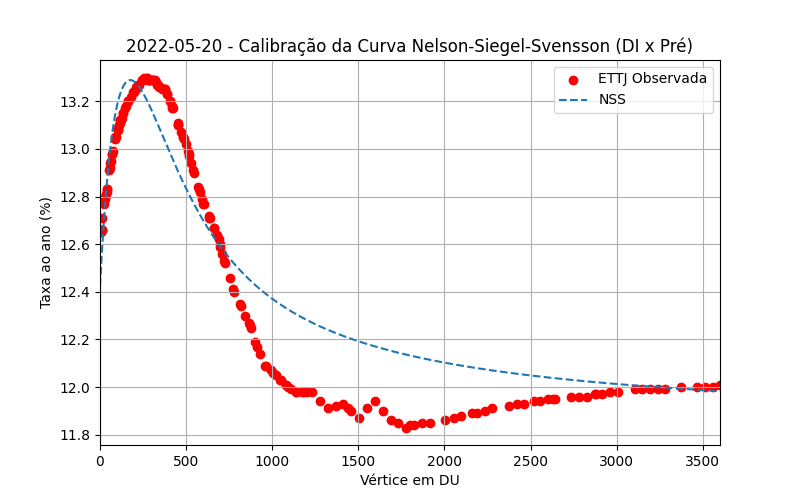 2022-05-20 - Calibração da Curva Nelson-Siegel-Svensson (DI x Pré)
ETTJ Observada
NSS
Taxa ao ano (%)
13.2
13.0
12.8
12.6
12.4
12.2
12.0
11.8
0 500 1000 1500 2000 2500 3000 3500
Vértice em DU